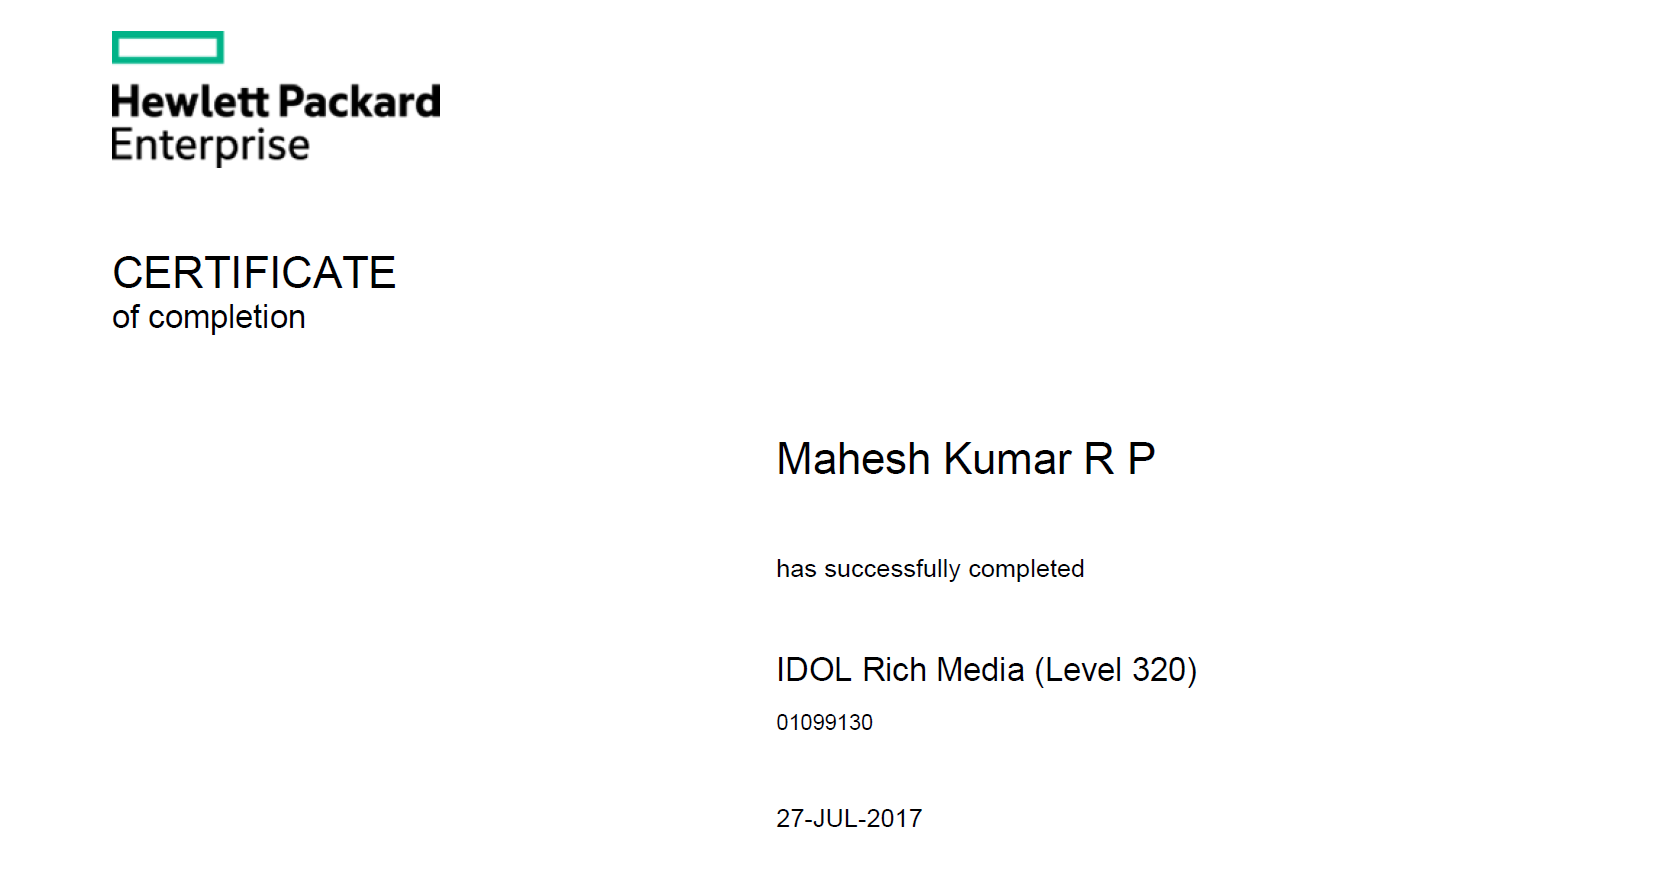 Hewlett Packard
Enterprise
CERTIFICATE
of completion
Mahesh Kumar R P
has successfully completed
IDOL Rich Media (Level 320)
01099130
27-JUL-2017